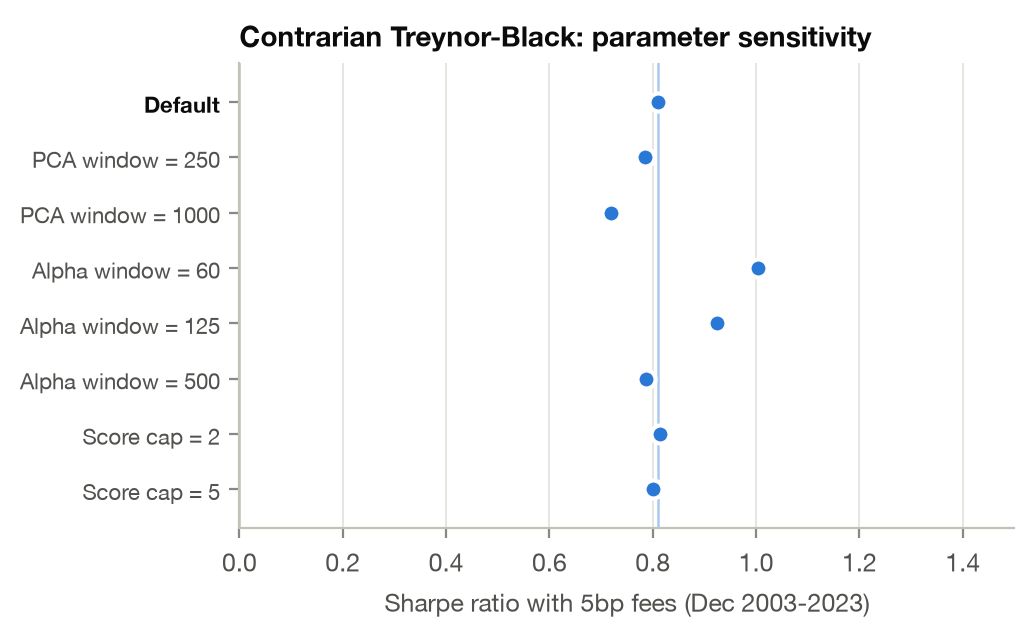 Contrarian Treynor-Black: parameter sensitivity
Default
PCA window = 250
PCA window = 1000
Alpha window = 60
Alpha window = 125
Alpha window = 500
Score cap = 2
Score cap = 5
0.0 0.2 0.4 0.6 0.8 1.0 1.2 1.4
Sharpe ratio with 5bp fees (Dec 2003-2023)